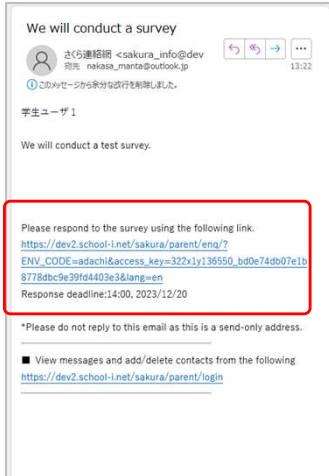 We will conduct a survey
さくら連絡網 <sakura_info@dev
宛先 nakasa_manta@outlook.jp
13:22
このメッセージから余分な改行を削除しました。
学生ユーザ 1
We will conduct a test survey.
Please respond to the survey using the following link.
https://dev2.school-i.net/sakura/parent/enq/?
ENV_CODE=adachi&access_key=322x1y136550_bd0e74db07e1b
8778dbc9e39fd4403e3&lang=en
Response deadline:14:00, 2023/12/20
*Please do not reply to this email as this is a send-only address.
■ View messages and add/delete contacts from the following
https://dev2.school-i.net/sakura/parent/login